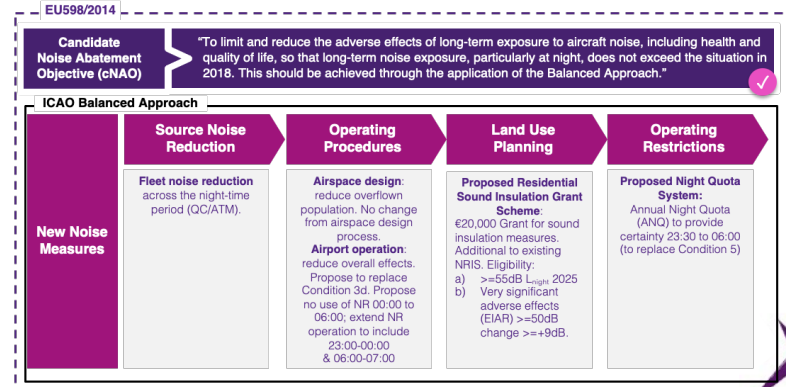 EU598/2014
Candidate
Noise Abatement
Objective (cNAO)
“To limit and reduce the adverse effects of long-term exposure to aircraft noise, including health and
quality of life, so that long-term noise exposure, particularly at night, does not exceed the situation in
2018. This should be achieved through the application of the Balanced Approach.”
ICAO Balanced Approach
New Noise
Measures
Source Noise
Reduction
Fleet noise reduction
across the night-time
period (QC/ATM).
Operating
Procedures
Airspace design:
reduce overflown
population. No change
from airspace design
process.
Airport operation:
reduce overall effects.
Propose to replace
Condition 3d. Propose
no use of NR 00:00 to
06:00; extend NR
operation to include
23:00-00:00
& 06:00-07:00
Land Use
Planning
Proposed Residential
Sound Insulation Grant
Scheme:
€20,000 Grant for sound
insulation measures.
Additional to existing
NRIS. Eligibility:
a) >=55dB Lnight 2025
b) Very significant
adverse effects
(EIAR) >=50dB
change >=+9dB.
Operating
Restrictions
Proposed Night Quota
System:
Annual Night Quota
(ANQ) to provide
certainty 23:30 to 06:00
(to replace Condition 5)